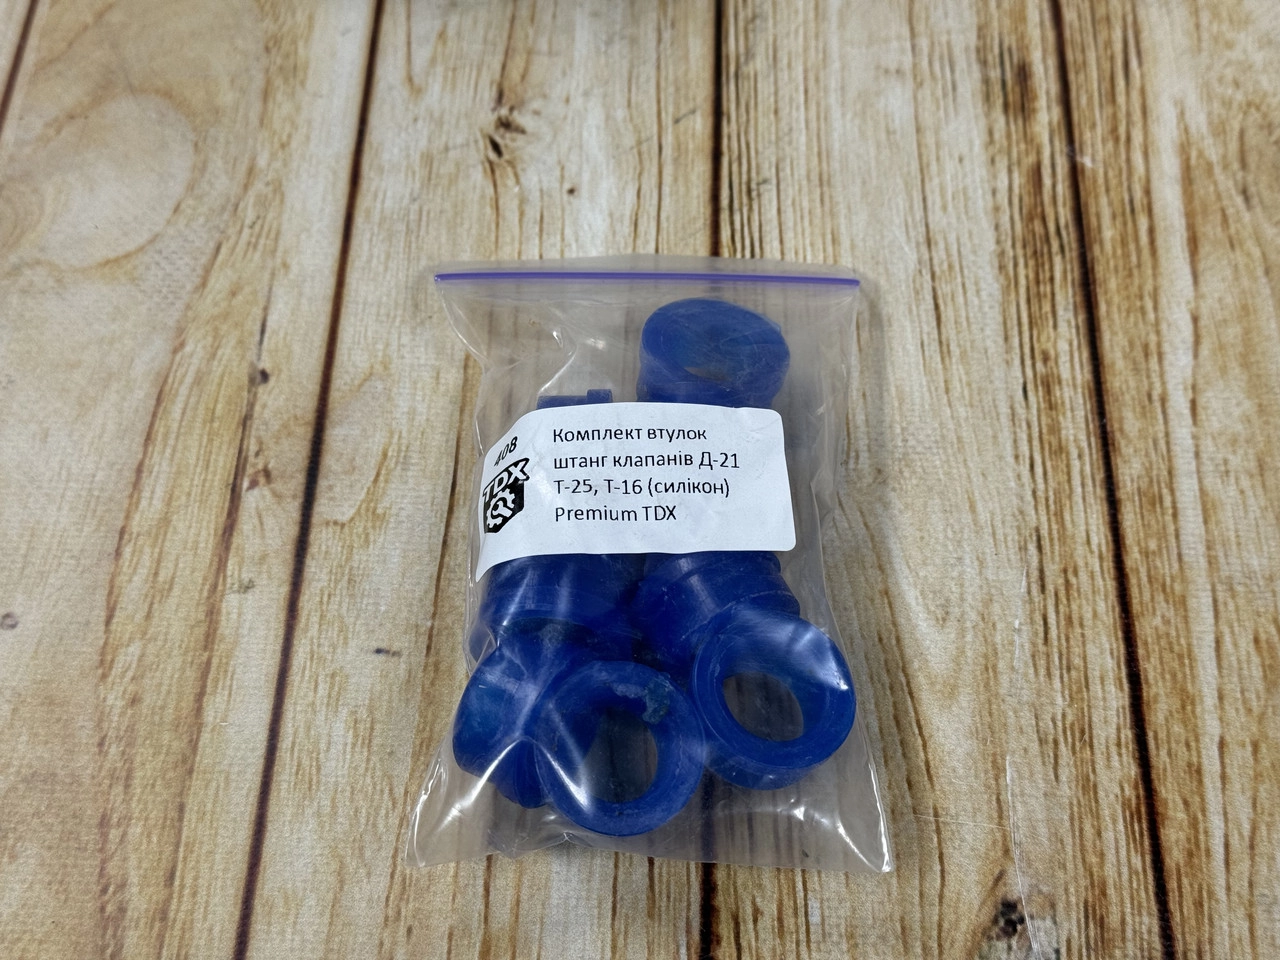 408
TDX
Комплект втулок
штанг клапанів Д-21
Т-25, Т-16 (силікон)
Premium TDX